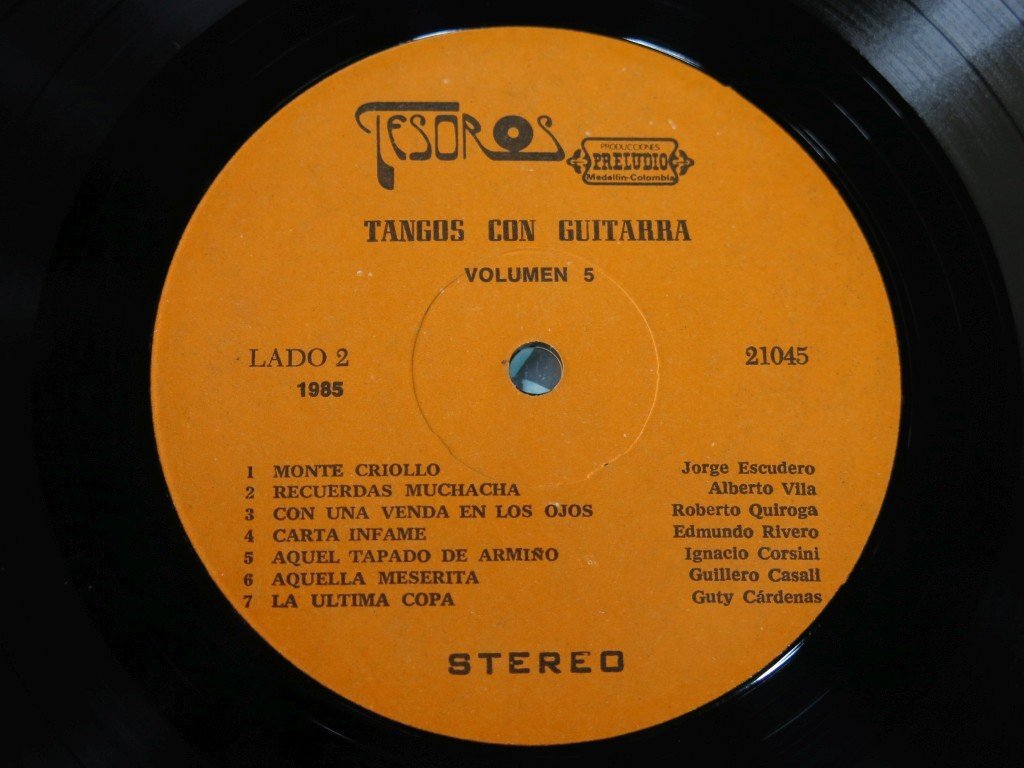 TESOROS
PRODUCCIONES
PRELUDIO
Medellín-Colombia
TANGOS CON GUITARRA
VOLUMEN 5
LADO 2 21045
1985
1 MONTE CRIOLLO Jorge Escudero
2 RECUERDAS MUCHACHA Alberto Vila
3 CON UNA VENDA EN LOS OJOS Roberto Quiroga
4 CARTA INFAME Edmundo Rivero
5 AQUEL TAPADO DE ARMIÑO Ignacio Corsini
6 AQUELLA MESERITA Guillero Casali
7 LA ULTIMA COPA Guty Cárdenas
STEREO